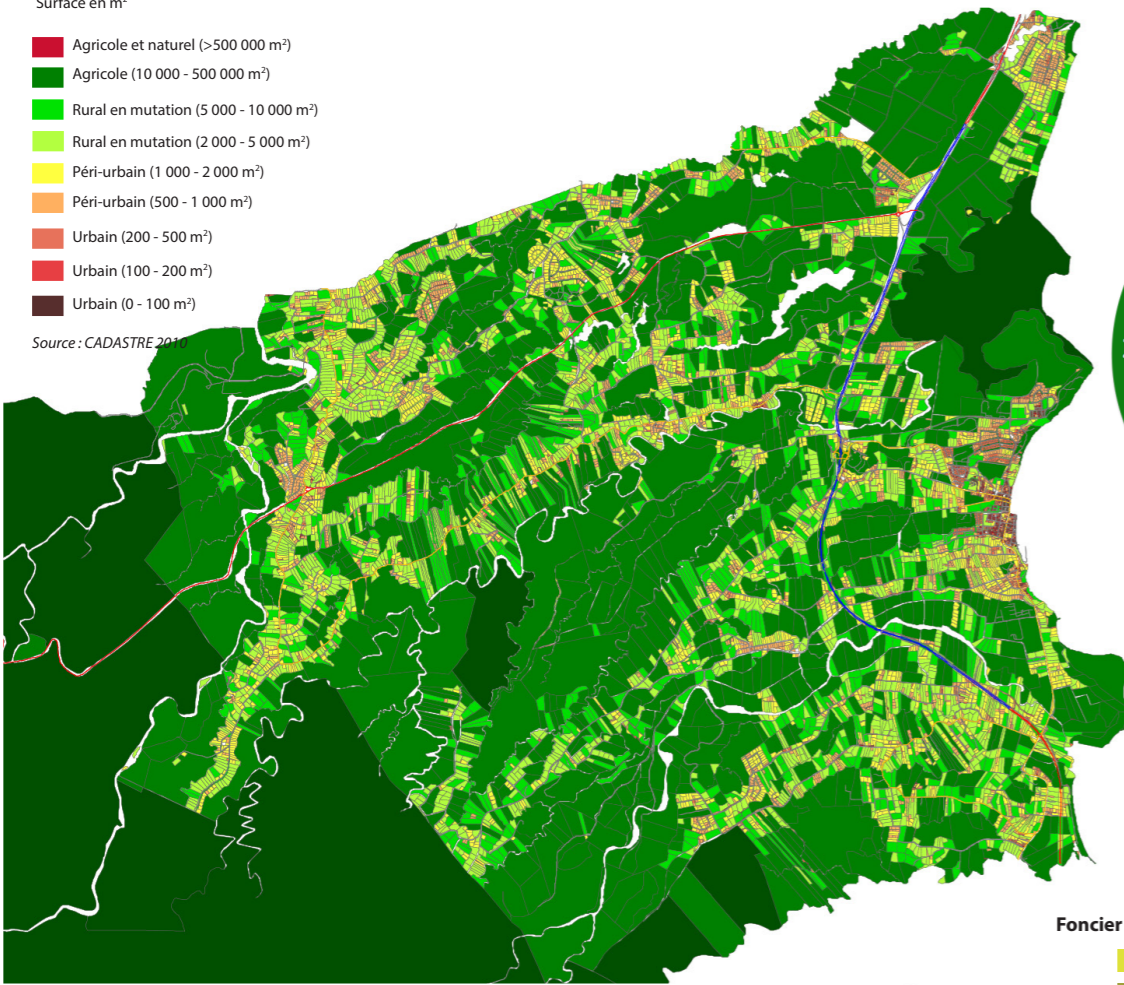 Surface en m²
Agricole et naturel (>500 000 m²)
Agricole (10 000 - 500 000 m²)
Rural en mutation (5 000 - 10 000 m²)
Rural en mutation (2 000 - 5 000 m²)
Péri-urbain (1 000 - 2 000 m²)
Péri-urbain (500 - 1 000 m²)
Urbain (200 - 500 m²)
Urbain (100 - 200 m²)
Urbain (0 - 100 m²)
Source : CADASTRE 2010
Foncier